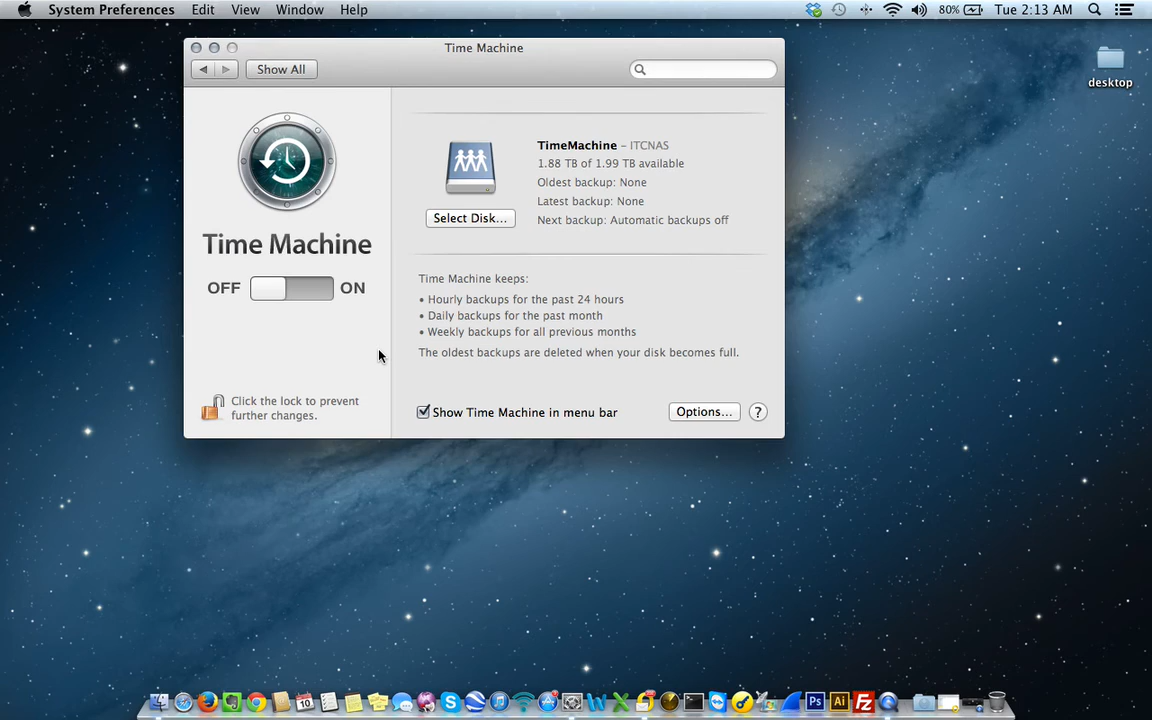 System Preferences Edit View Window Help 80% Tue 2:13 AM
Time Machine
Show All
desktop
TimeMachine – ITCNAS
1.88 TB of 1.99 TB available
Oldest backup: None
Latest backup: None
Next backup: Automatic backups off
Select Disk...
Time Machine
OFF ON
Time Machine keeps:
• Hourly backups for the past 24 hours
• Daily backups for the past month
• Weekly backups for all previous months
The oldest backups are deleted when your disk becomes full.
Click the lock to prevent
further changes.
Show Time Machine in menu bar
Options... ?
10 W X Ps Ai Fz